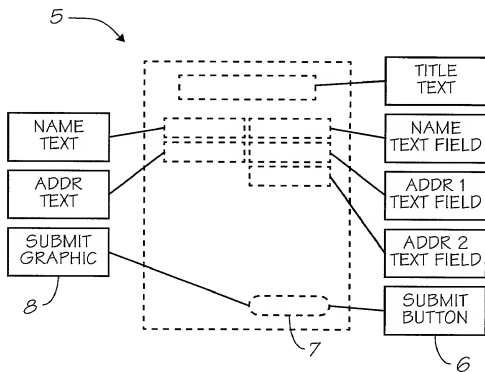 5
TITLE
TEXT
NAME
TEXT
NAME
TEXT FIELD
ADDR
TEXT
ADDR 1
TEXT FIELD
SUBMIT
GRAPHIC
ADDR 2
TEXT FIELD
8
7
SUBMIT
BUTTON
6